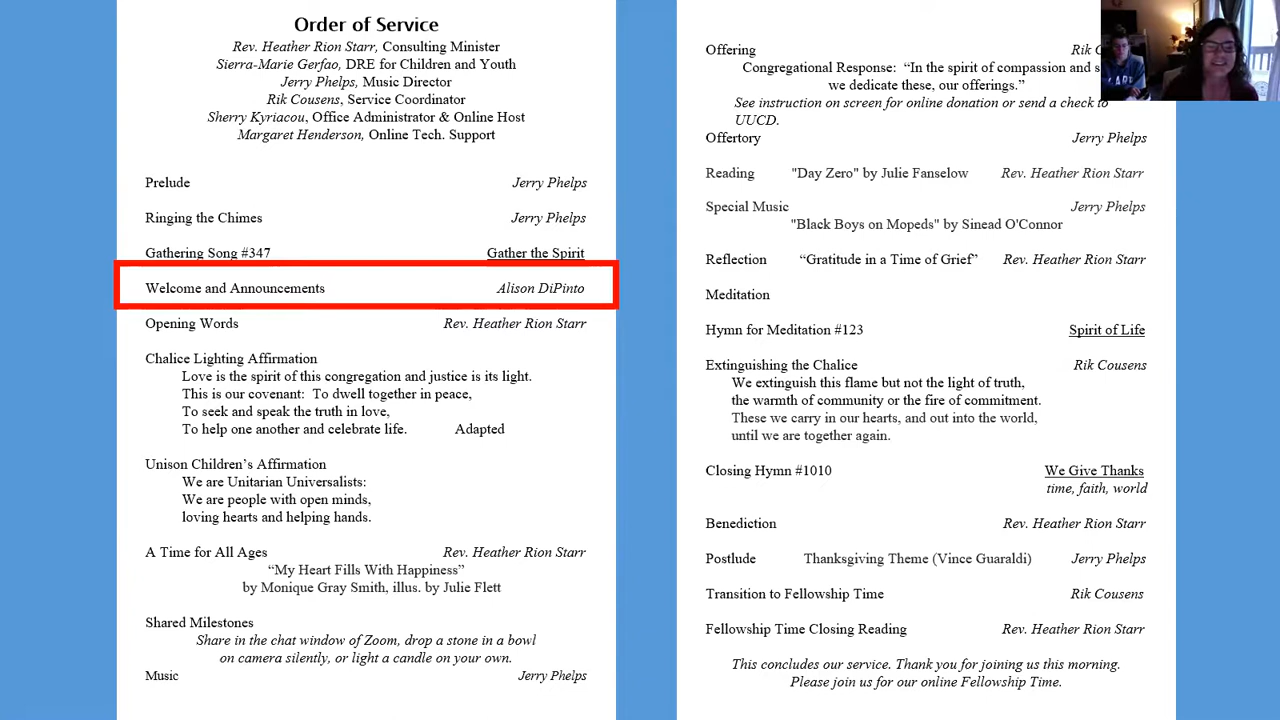 Order of Service
Rev. Heather Rion Starr, Consulting Minister
Sierra-Marie Gerfao, DRE for Children and Youth
Jerry Phelps, Music Director
Rik Cousens, Service Coordinator
Sherry Kyriacou, Office Administrator & Online Host
Margaret Henderson, Online Tech. Support
Prelude Jerry Phelps
Ringing the Chimes Jerry Phelps
Gathering Song #347 Gather the Spirit
Welcome and Announcements Alison DiPinto
Opening Words Rev. Heather Rion Starr
Chalice Lighting Affirmation
Love is the spirit of this congregation and justice is its light.
This is our covenant: To dwell together in peace,
To seek and speak the truth in love,
To help one another and celebrate life. Adapted
Unison Children’s Affirmation
We are Unitarian Universalists:
We are people with open minds,
loving hearts and helping hands.
A Time for All Ages Rev. Heather Rion Starr
“My Heart Fills With Happiness”
by Monique Gray Smith, illus. by Julie Flett
Shared Milestones
Share in the chat window of Zoom, drop a stone in a bowl
on camera silently, or light a candle on your own.
Music Jerry Phelps
Offering Rik
Congregational Response: “In the spirit of compassion and
we dedicate these, our offerings.”
See instruction on screen for online donation or send a check to
UUCD.
Offertory Jerry Phelps
Reading "Day Zero" by Julie Fanselow Rev. Heather Rion Starr
Special Music Jerry Phelps
"Black Boys on Mopeds" by Sinead O'Connor
Reflection “Gratitude in a Time of Grief” Rev. Heather Rion Starr
Meditation
Hymn for Meditation #123 Spirit of Life
Extinguishing the Chalice Rik Cousens
We extinguish this flame but not the light of truth,
the warmth of community or the fire of commitment.
These we carry in our hearts, and out into the world,
until we are together again.
Closing Hymn #1010 We Give Thanks
time, faith, world
Benediction Rev. Heather Rion Starr
Postlude Thanksgiving Theme (Vince Guaraldi) Jerry Phelps
Transition to Fellowship Time Rik Cousens
Fellowship Time Closing Reading Rev. Heather Rion Starr
This concludes our service. Thank you for joining us this morning.
Please join us for our online Fellowship Time.